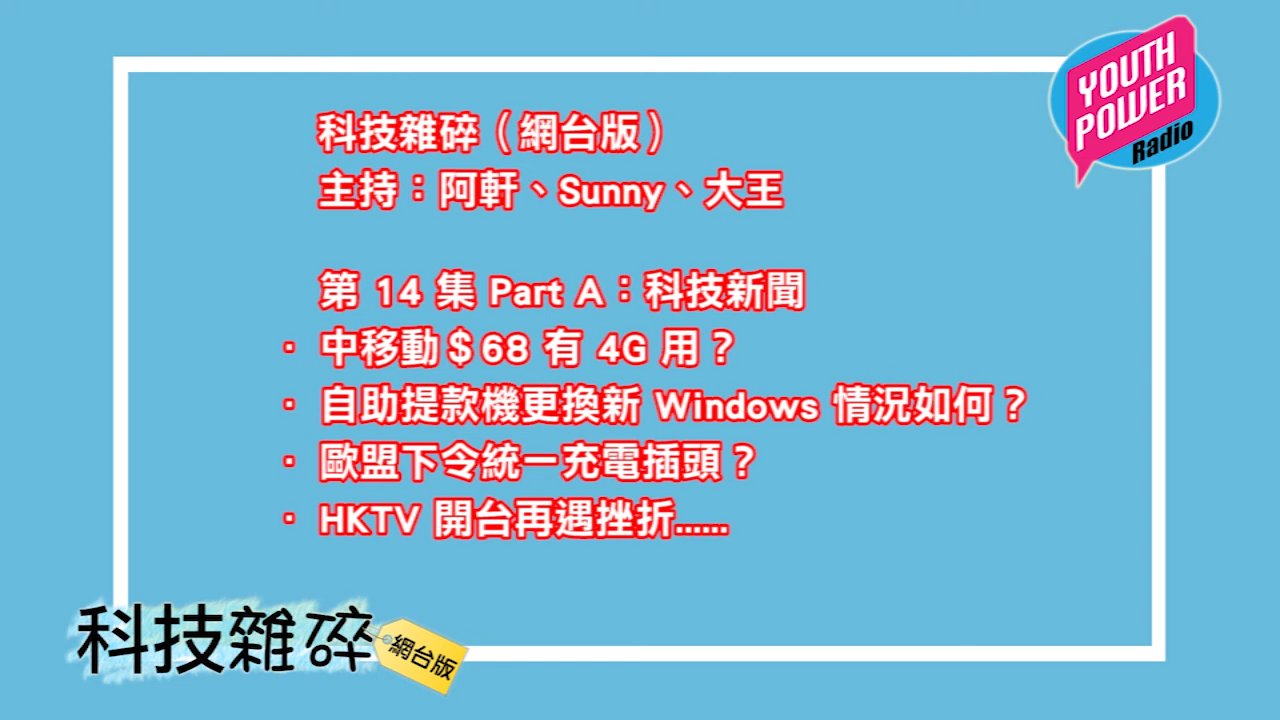 科技雜碎（網台版）
主持：阿軒、Sunny、大王
第 14 集 Part A：科技新聞
· 中移動＄68 有 4G 用？
· 自助提款機更換新 Windows 情況如何？
· 歐盟下令統一充電插頭？
· HKTV 開台再遇挫折......
YOUTH
POWER
Radio
科技雜碎
網台版